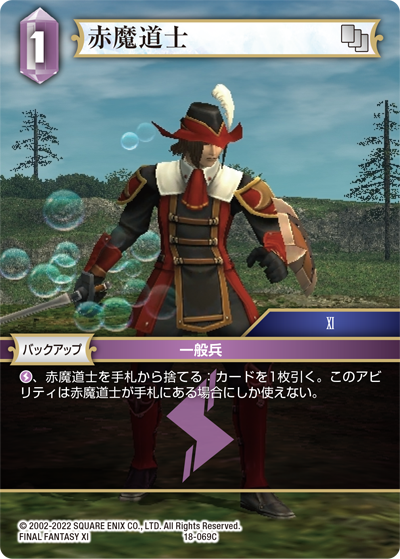 1
赤魔道士
XI
バックアップ
一般兵
、赤魔道士を手札から捨てる：カードを1枚引く。このアビ
リティは赤魔道士が手札にある場合にしか使えない。
© 2002-2022 SQUARE ENIX CO., LTD. All Rights Reserved.
FINAL FANTASY XI
18-069C